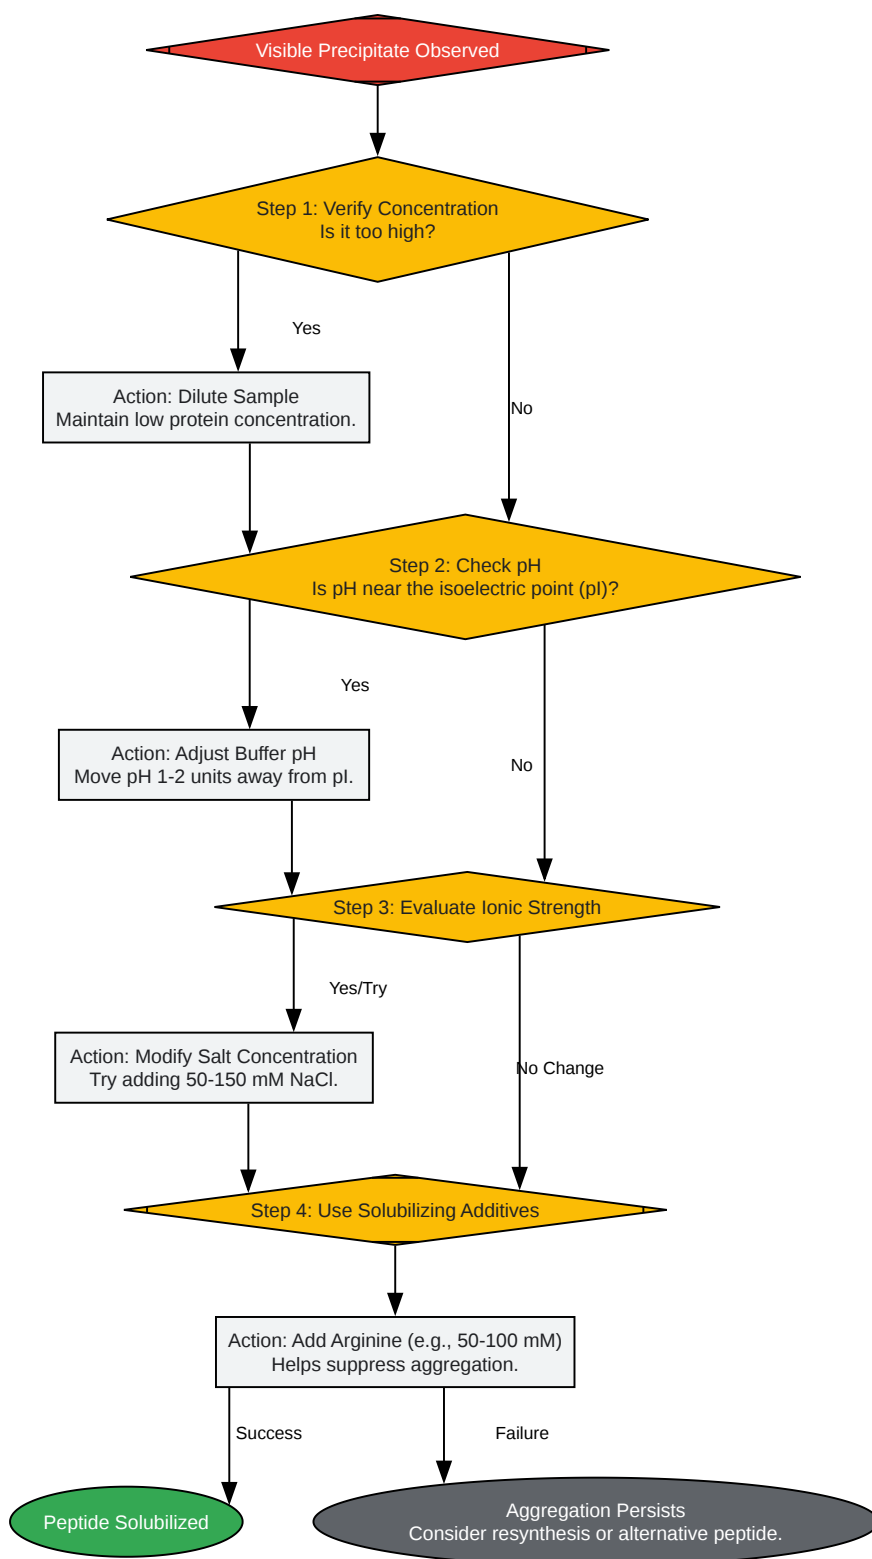 Visible Precipitate Observed
Step 1: Verify Concentration
Is it too high?
Yes
Action: Dilute Sample
Maintain low protein concentration.
No
Step 2: Check pH
Is pH near the isoelectric point (pI)?
Yes
Action: Adjust Buffer pH
Move pH 1-2 units away from pI.
No
Step 3: Evaluate Ionic Strength
Yes/Try
Action: Modify Salt Concentration
Try adding 50-150 mM NaCl.
No Change
Step 4: Use Solubilizing Additives
Action: Add Arginine (e.g., 50-100 mM)
Helps suppress aggregation.
Success
Failure
Peptide Solubilized
Aggregation Persists
Consider resynthesis or alternative peptide.